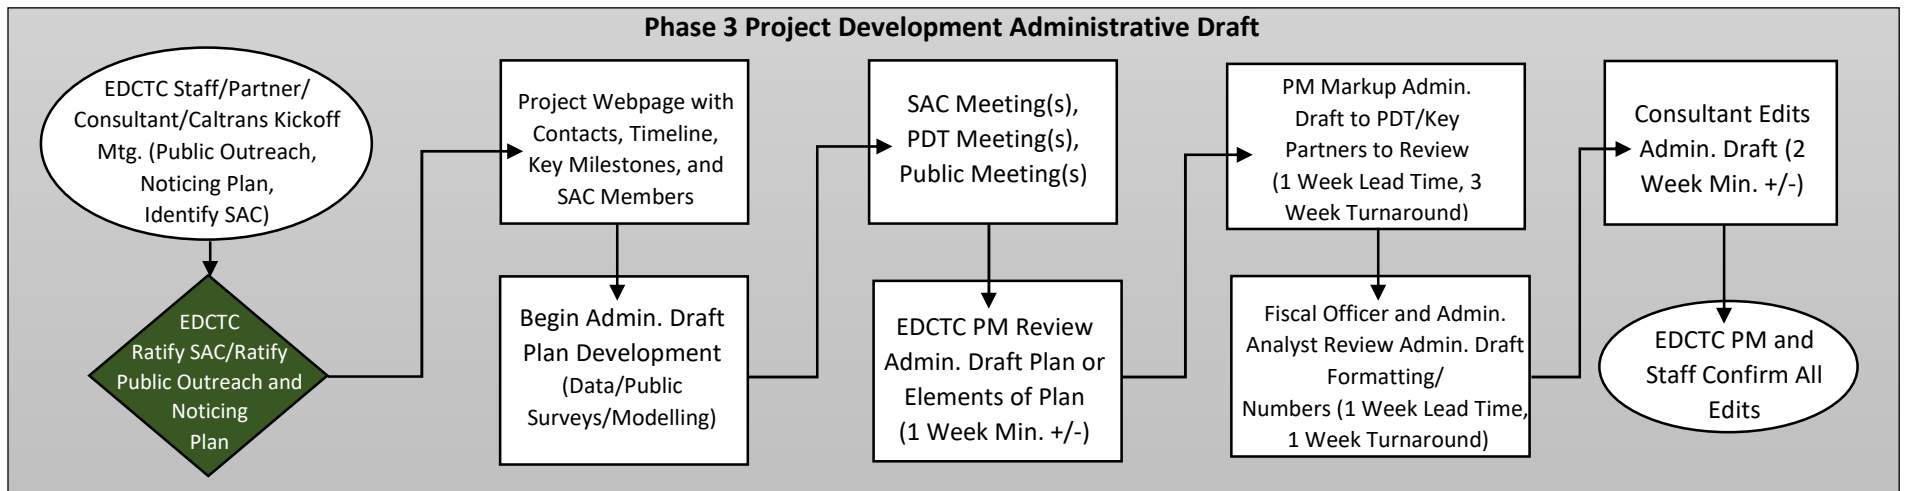 Phase 3 Project Development Administrative Draft
EDCTC Staff/Partner/
Consultant/Caltrans Kickoff
Mtg. (Public Outreach,
Noticing Plan,
Identify SAC)
EDCTC
Ratify SAC/Ratify
Public Outreach and
Noticing
Plan
Project Webpage with
Contacts, Timeline,
Key Milestones, and
SAC Members
Begin Admin. Draft
Plan Development
(Data/Public
Surveys/Modelling)
SAC Meeting(s),
PDT Meeting(s),
Public Meeting(s)
EDCTC PM Review
Admin. Draft Plan or
Elements of Plan
(1 Week Min. +/-)
PM Markup Admin.
Draft to PDT/Key
Partners to Review
(1 Week Lead Time, 3
Week Turnaround)
Fiscal Officer and Admin.
Analyst Review Admin. Draft
Formatting/
Numbers (1 Week Lead Time,
1 Week Turnaround)
Consultant Edits
Admin. Draft (2
Week Min. +/-)
EDCTC PM and
Staff Confirm All
Edits